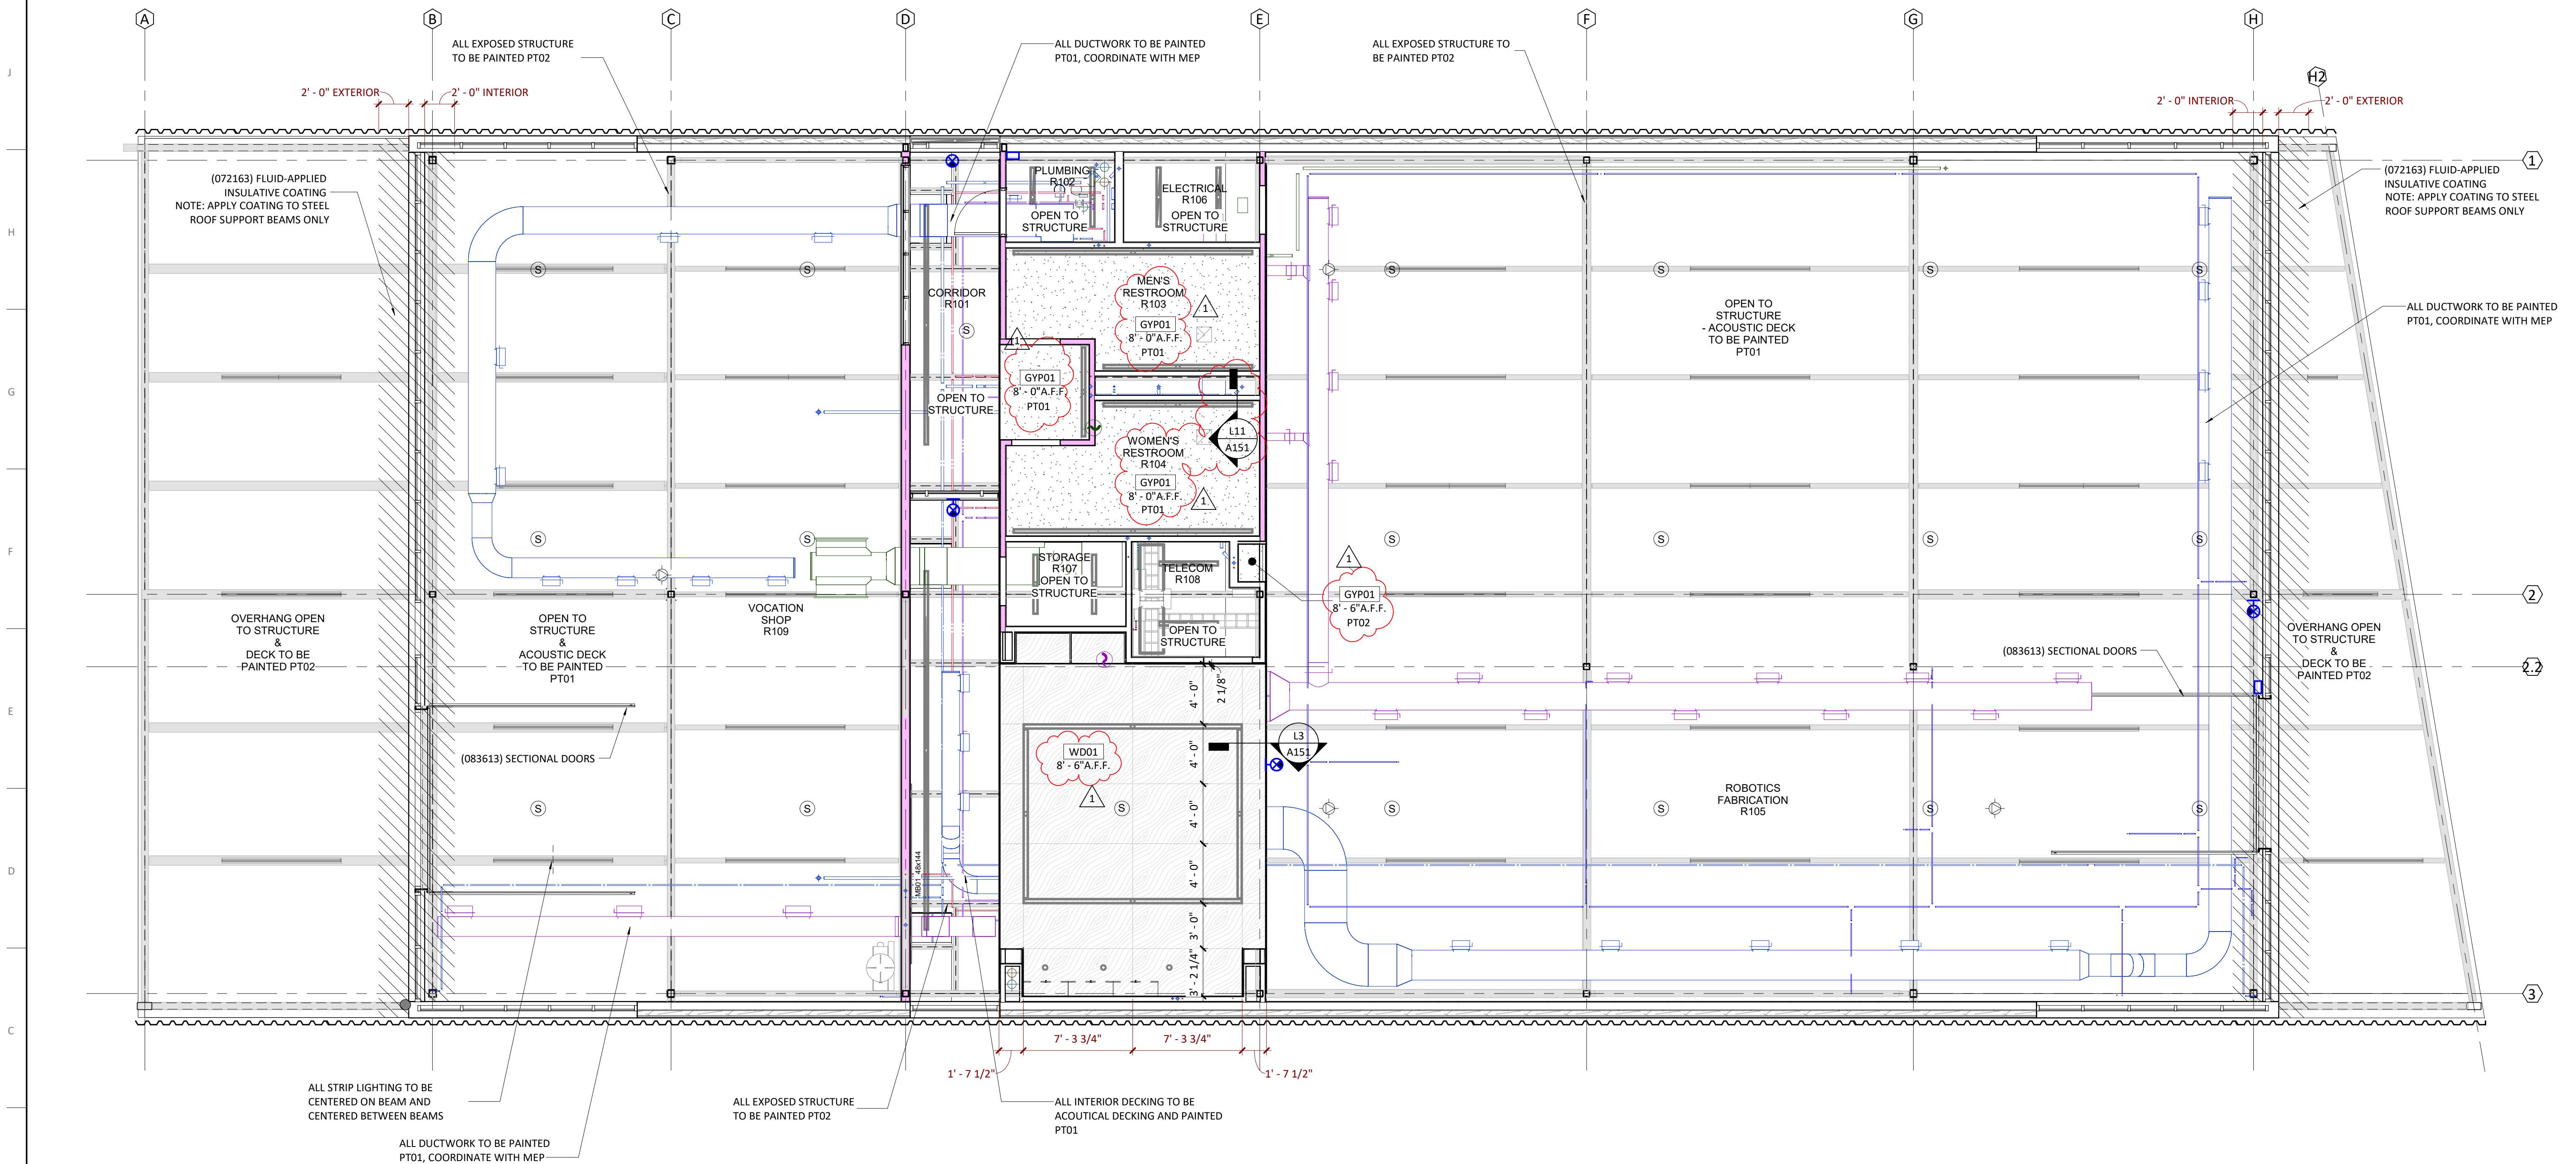 A
B
C
D
E
F
G
H
H2
J
H
G
F
E
D
C
1
2
2.2
3
ALL EXPOSED STRUCTURE
TO BE PAINTED PT02
ALL DUCTWORK TO BE PAINTED
PT01, COORDINATE WITH MEP
ALL EXPOSED STRUCTURE TO
BE PAINTED PT02
2' - 0" EXTERIOR
2' - 0" INTERIOR
2' - 0" INTERIOR
2' - 0" EXTERIOR
(072163) FLUID-APPLIED
INSULATIVE COATING
NOTE: APPLY COATING TO STEEL
ROOF SUPPORT BEAMS ONLY
(072163) FLUID-APPLIED
INSULATIVE COATING
NOTE: APPLY COATING TO STEEL
ROOF SUPPORT BEAMS ONLY
PLUMBING
R102
OPEN TO
STRUCTURE
ELECTRICAL
R106
OPEN TO
STRUCTURE
S
S
S
S
S
S
CORRIDOR
R101
S
OPEN TO
STRUCTURE
MEN'S
RESTROOM
R103
GYP01
8' - 0"A.F.F.
PT01
1
1
GYP01
8' - 0"A.F.F.
PT01
OPEN TO
STRUCTURE
- ACOUSTIC DECK
TO BE PAINTED
PT01
ALL DUCTWORK TO BE PAINTED
PT01, COORDINATE WITH MEP
L11
A151
WOMEN'S
RESTROOM
R104
GYP01
8' - 0"A.F.F.
PT01
1
S
S
S
S
S
S
STORAGE
R107
OPEN TO
STRUCTURE
TELECOM
R108
OPEN TO
STRUCTURE
1
GYP01
8' - 6"A.F.F.
PT02
OVERHANG OPEN
TO STRUCTURE
&
DECK TO BE
PAINTED PT02
OPEN TO
STRUCTURE
&
ACOUSTIC DECK
TO BE PAINTED
PT01
VOCATION
SHOP
R109
OVERHANG OPEN
TO STRUCTURE
&
DECK TO BE
PAINTED PT02
(083613) SECTIONAL DOORS
(083613) SECTIONAL DOORS
2 1/8"
4' - 0"
4' - 0"
4' - 0"
4' - 0"
3' - 0"
3' - 2 1/4"
WD01
8' - 6"A.F.F.
1
L3
A151
ROBOTICS
FABRICATION
R105
S
S
S
S
S
S
S
MB01_48x144
7' - 3 3/4"
7' - 3 3/4"
1' - 7 1/2"
1' - 7 1/2"
ALL STRIP LIGHTING TO BE
CENTERED ON BEAM AND
CENTERED BETWEEN BEAMS
ALL DUCTWORK TO BE PAINTED
PT01, COORDINATE WITH MEP
ALL EXPOSED STRUCTURE
TO BE PAINTED PT02
ALL INTERIOR DECKING TO BE
ACOUTICAL DECKING AND PAINTED
PT01